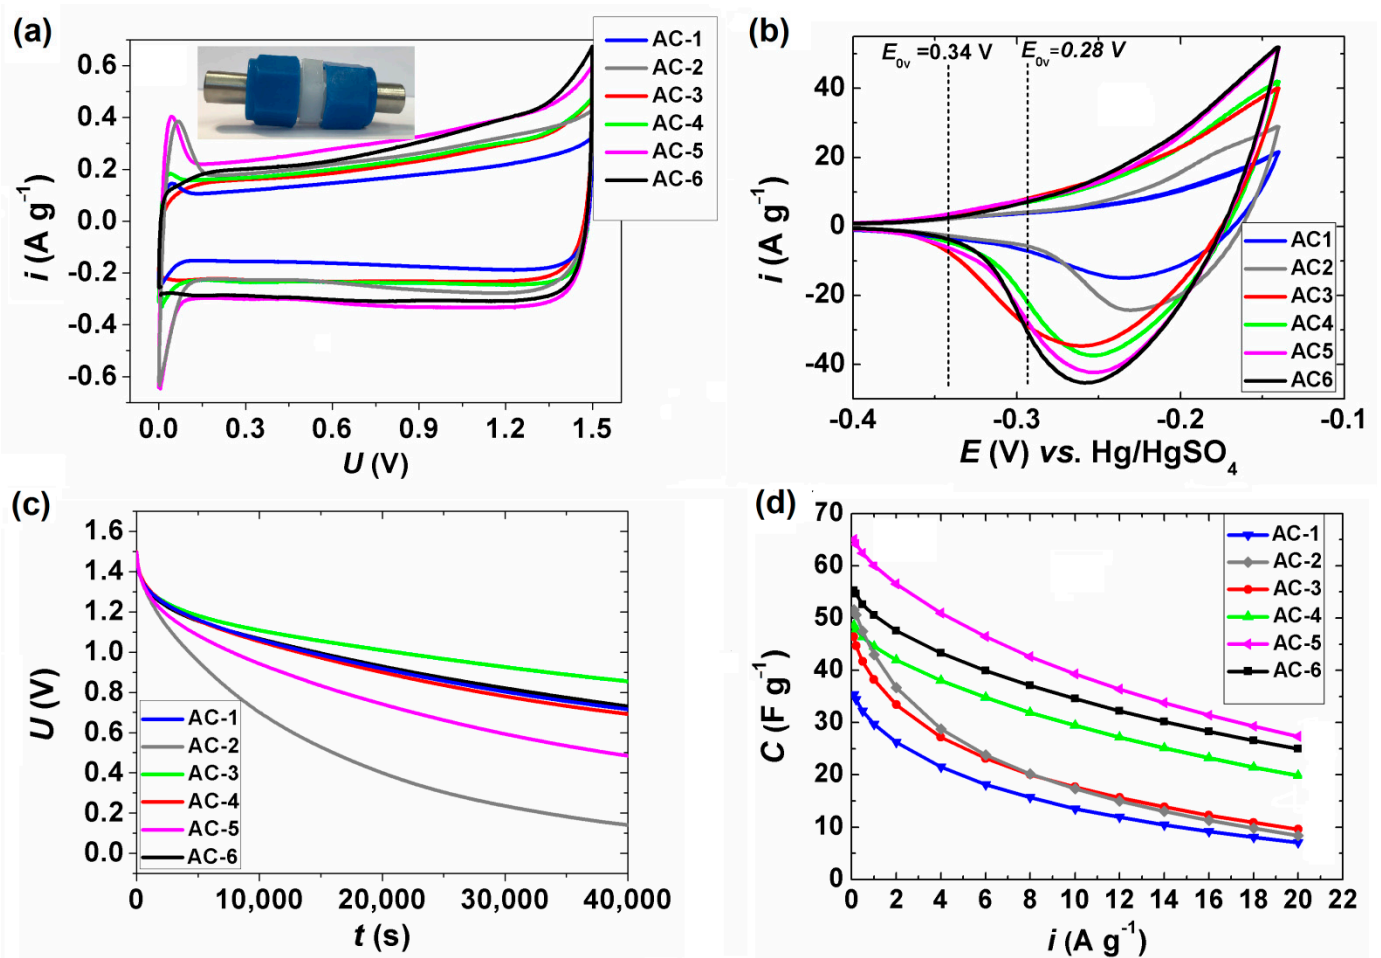 (a)
AC-1
AC-2
AC-3
AC-4
AC-5
AC-6
0.6
0.4
0.2
0.0
-0.2
-0.4
-0.6
i (A g⁻¹)
0.0 0.3 0.6 0.9 1.2 1.5
U (V)
(b)
E0v=0.34 V
E0v=0.28 V
40
20
0
-20
-40
i (A g⁻¹)
AC1
AC2
AC3
AC4
AC5
AC6
-0.4 -0.3 -0.2 -0.1
E (V) vs. Hg/HgSO₄
(c)
1.6
1.4
1.2
1.0
0.8
0.6
0.4
0.2
0.0
U (V)
AC-1
AC-2
AC-3
AC-4
AC-5
AC-6
0 10,000 20,000 30,000 40,000
t (s)
(d)
70
60
50
40
30
20
10
0
C (F g⁻¹)
AC-1
AC-2
AC-3
AC-4
AC-5
AC-6
0 2 4 6 8 10 12 14 16 18 20 22
i (A g⁻¹)